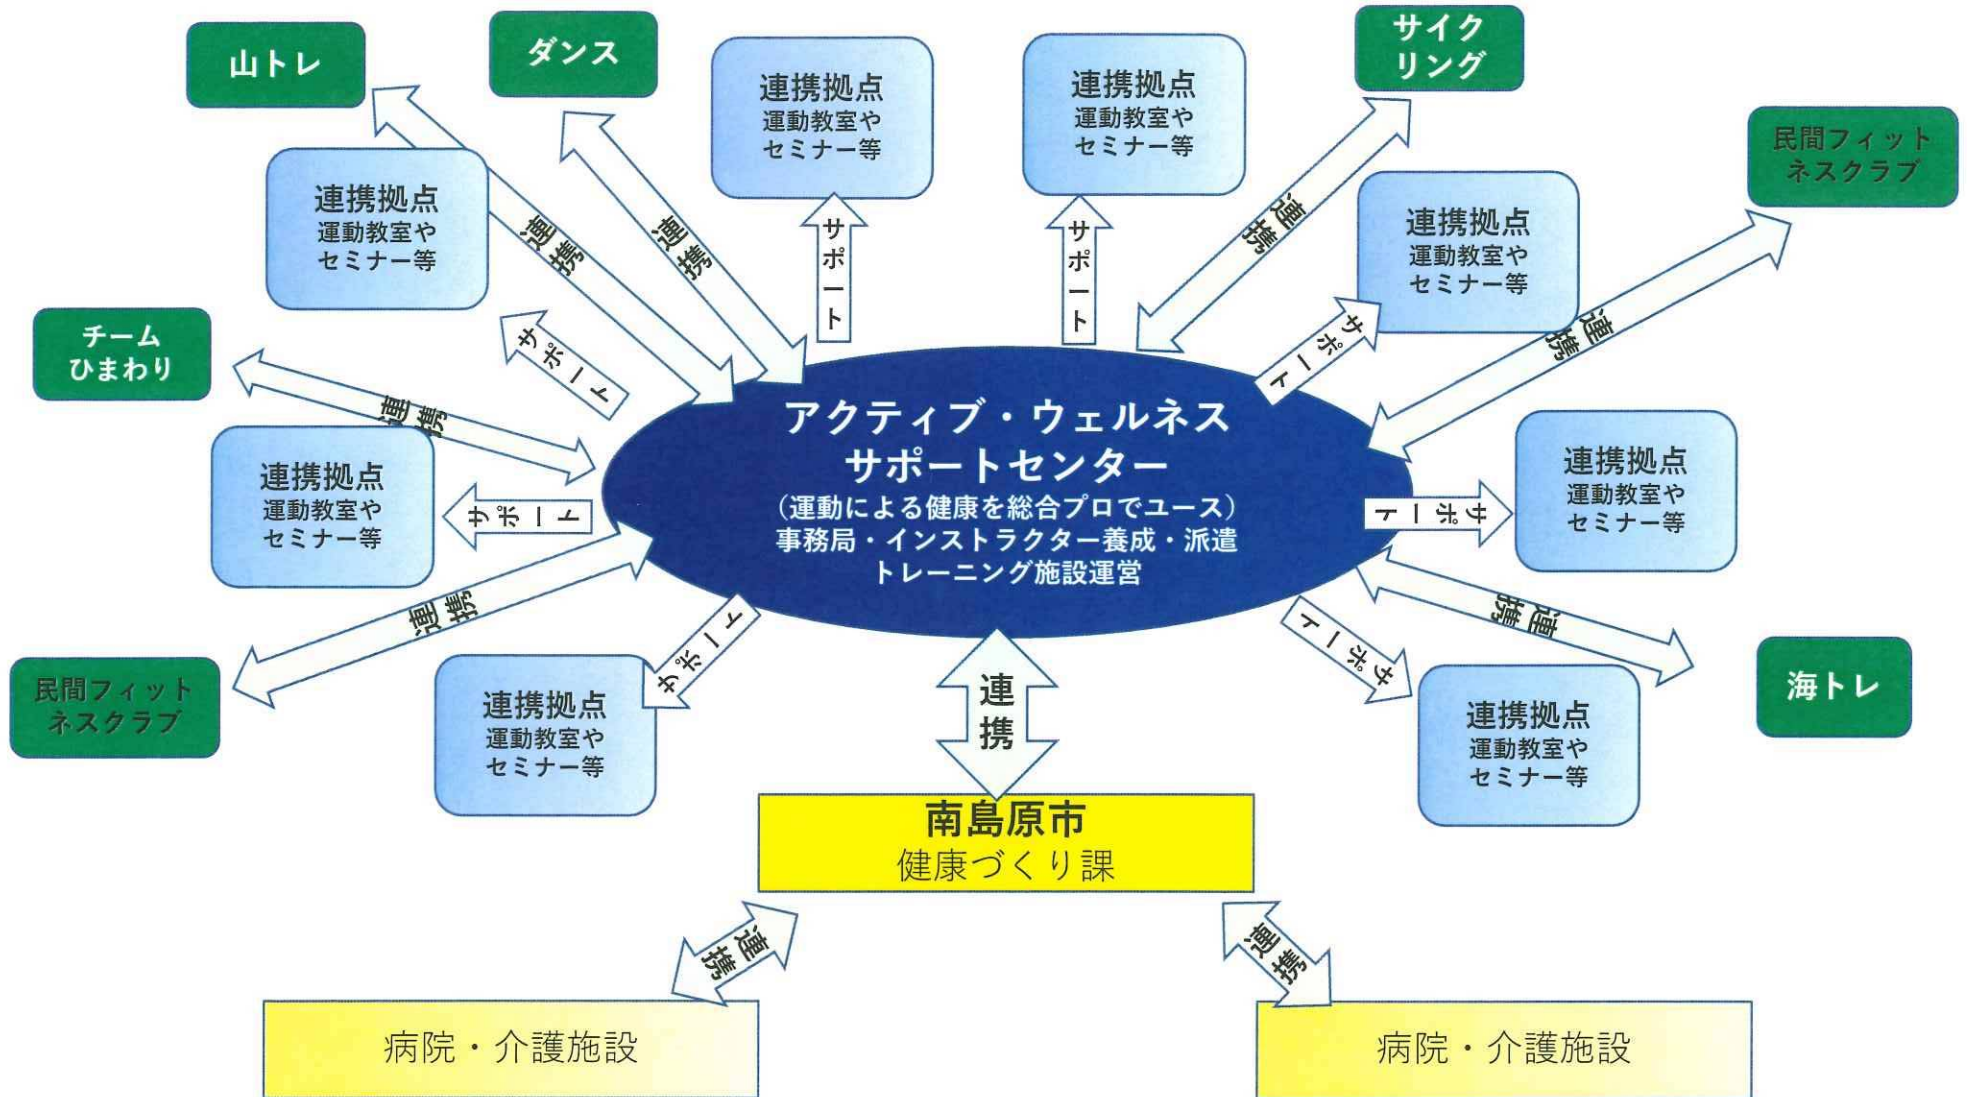 山トレ
ダンス
サイク
リング
連携拠点
運動教室や
セミナー等
連携拠点
運動教室や
セミナー等
民間フィット
ネスクラブ
連携拠点
運動教室や
セミナー等
連携拠点
運動教室や
セミナー等
連携
連携
サポート
サポート
連携
連携
サポート
サポート
チーム
ひまわり
連携
アクティブ・ウェルネス
サポートセンター
(運動による健康を総合プロでユース)
事務局・インストラクター養成・派遣
トレーニング施設運営
連携拠点
運動教室や
セミナー等
サポート
サポート
連携拠点
運動教室や
セミナー等
連携
サポート
サポート
連携
民間フィット
ネスクラブ
連携拠点
運動教室や
セミナー等
連携
連携拠点
運動教室や
セミナー等
海トレ
南島原市
健康づくり課
連携
連携
病院・介護施設
病院・介護施設